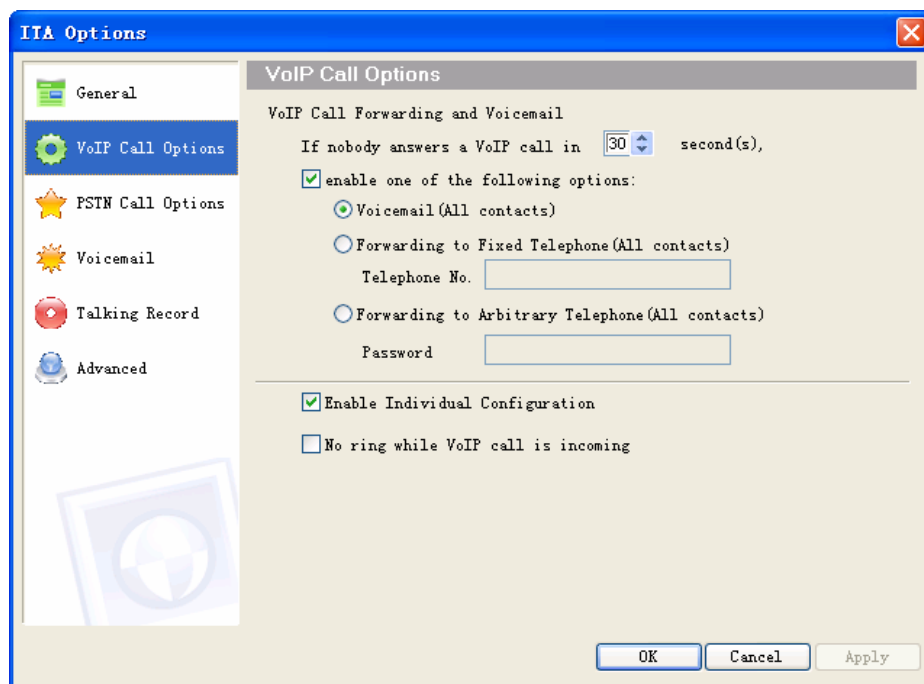 ITA Options
General
VoIP Call Options
PSTN Call Options
Voicemail
Talking Record
Advanced
VoIP Call Options
VoIP Call Forwarding and Voicemail
If nobody answers a VoIP call in 30 second(s),
enable one of the following options:
Voicemail(All contacts)
Forwarding to Fixed Telephone(All contacts)
Telephone No.
Forwarding to Arbitrary Telephone(All contacts)
Password
Enable Individual Configuration
No ring while VoIP call is incoming
OK Cancel Apply